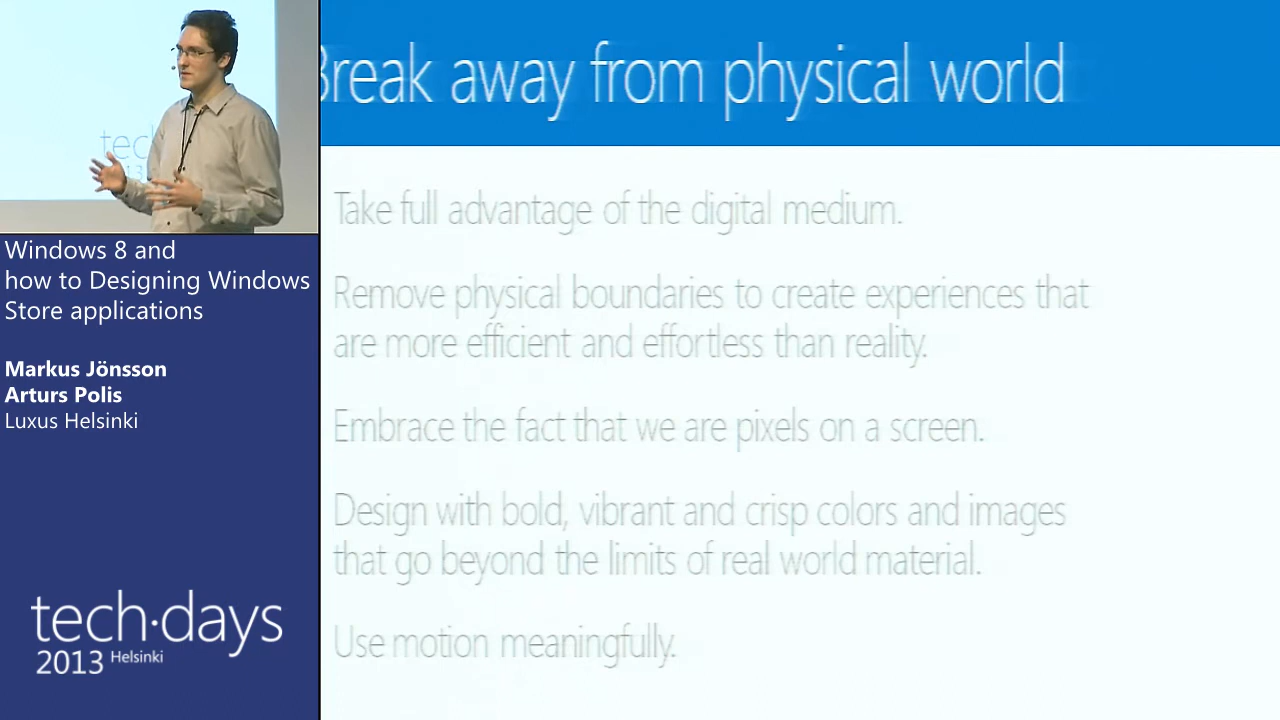 Break away from physical world
Take full advantage of the digital medium.
Remove physical boundaries to create experiences that
are more efficient and effortless than reality.
Embrace the fact that we are pixels on a screen.
Design with bold, vibrant and crisp colors and images
that go beyond the limits of real world material.
Use motion meaningfully.
tec
13
Windows 8 and
how to Designing Windows
Store applications
Markus Jönsson
Arturs Polis
Luxus Helsinki
tech·days
2013 Helsinki